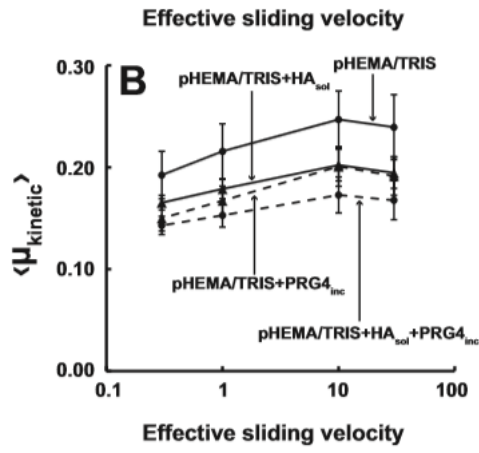 Effective sliding velocity
B
0.30
0.20
0.10
0.00
⟨μkinetic⟩
pHEMA/TRIS+HAsol
pHEMA/TRIS
pHEMA/TRIS+PRG4inc
pHEMA/TRIS+HAsol+PRG4inc
0.1 1 10 100
Effective sliding velocity